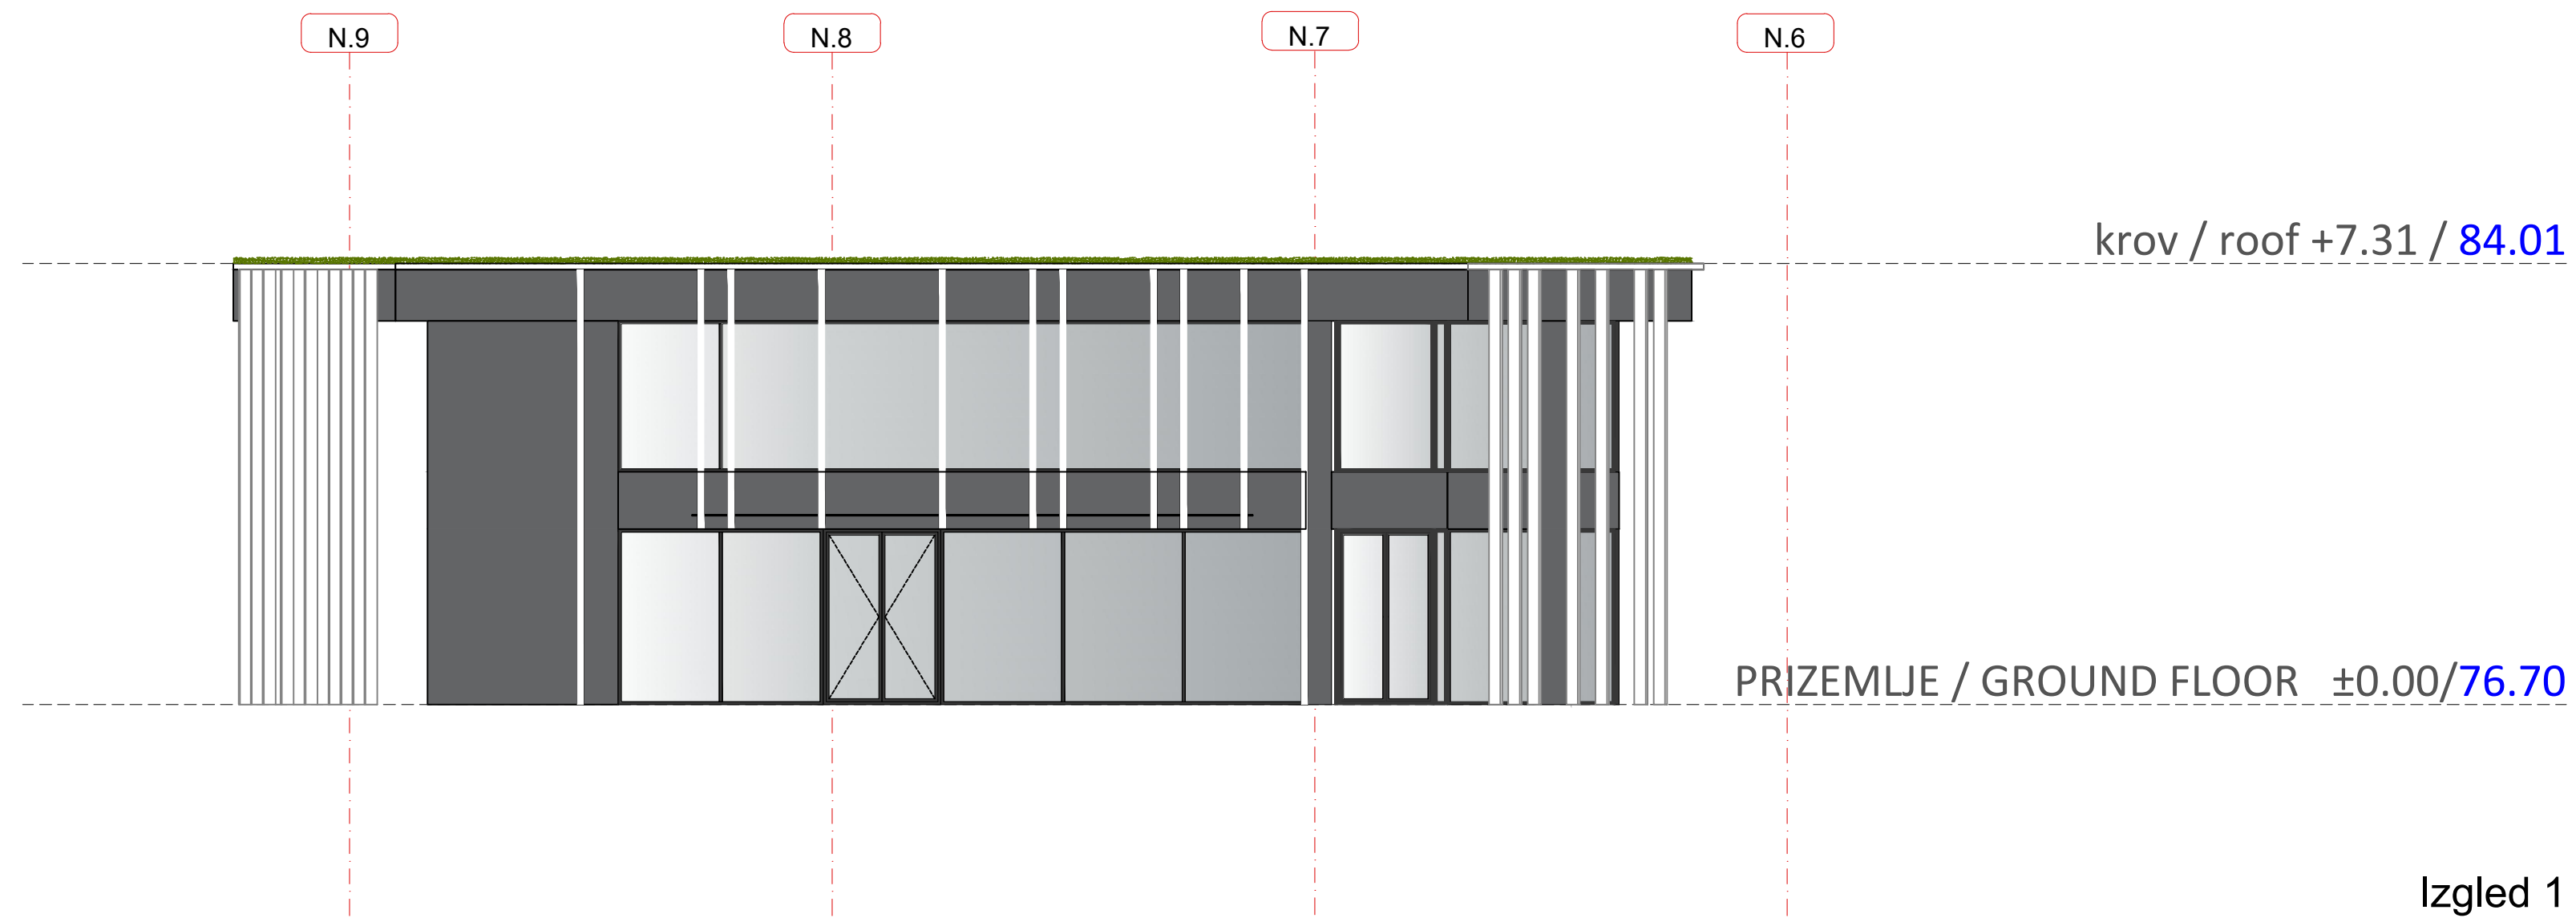 N.9 N.8 N.7 N.6
krov / roof +7.31 / 84.01
PRIZEMLJE / GROUND FLOOR ±0.00/76.70
Izgled 1